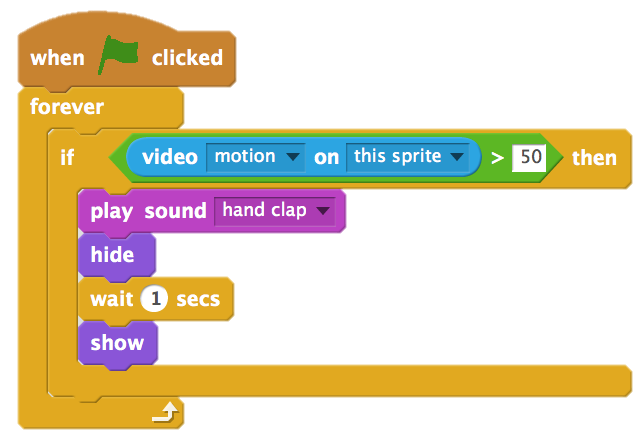 when clicked
forever
if video motion on this sprite > 50 then
play sound hand clap
hide
wait 1 secs
show